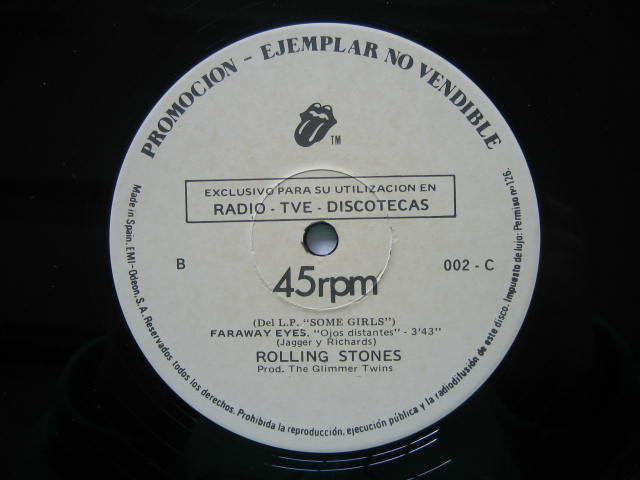 PROMOCION - EJEMPLAR NO VENDIBLE
TM
EXCLUSIVO PARA SU UTILIZACION EN
RADIO - TVE - DISCOTECAS
B
002 - C
45rpm
(Del L.P. "SOME GIRLS")
FARAWAY EYES, "Ojos distantes" - 3'43"
(Jagger y Richards)
ROLLING STONES
Prod. The Glimmer Twins
Made in Spain. EMI-Odeon, S.A. Reservados todos los derechos. Prohibida la reproducción, ejecución pública y la radiodifusión de este disco. Impuesto de lujo: Permiso nº 126.